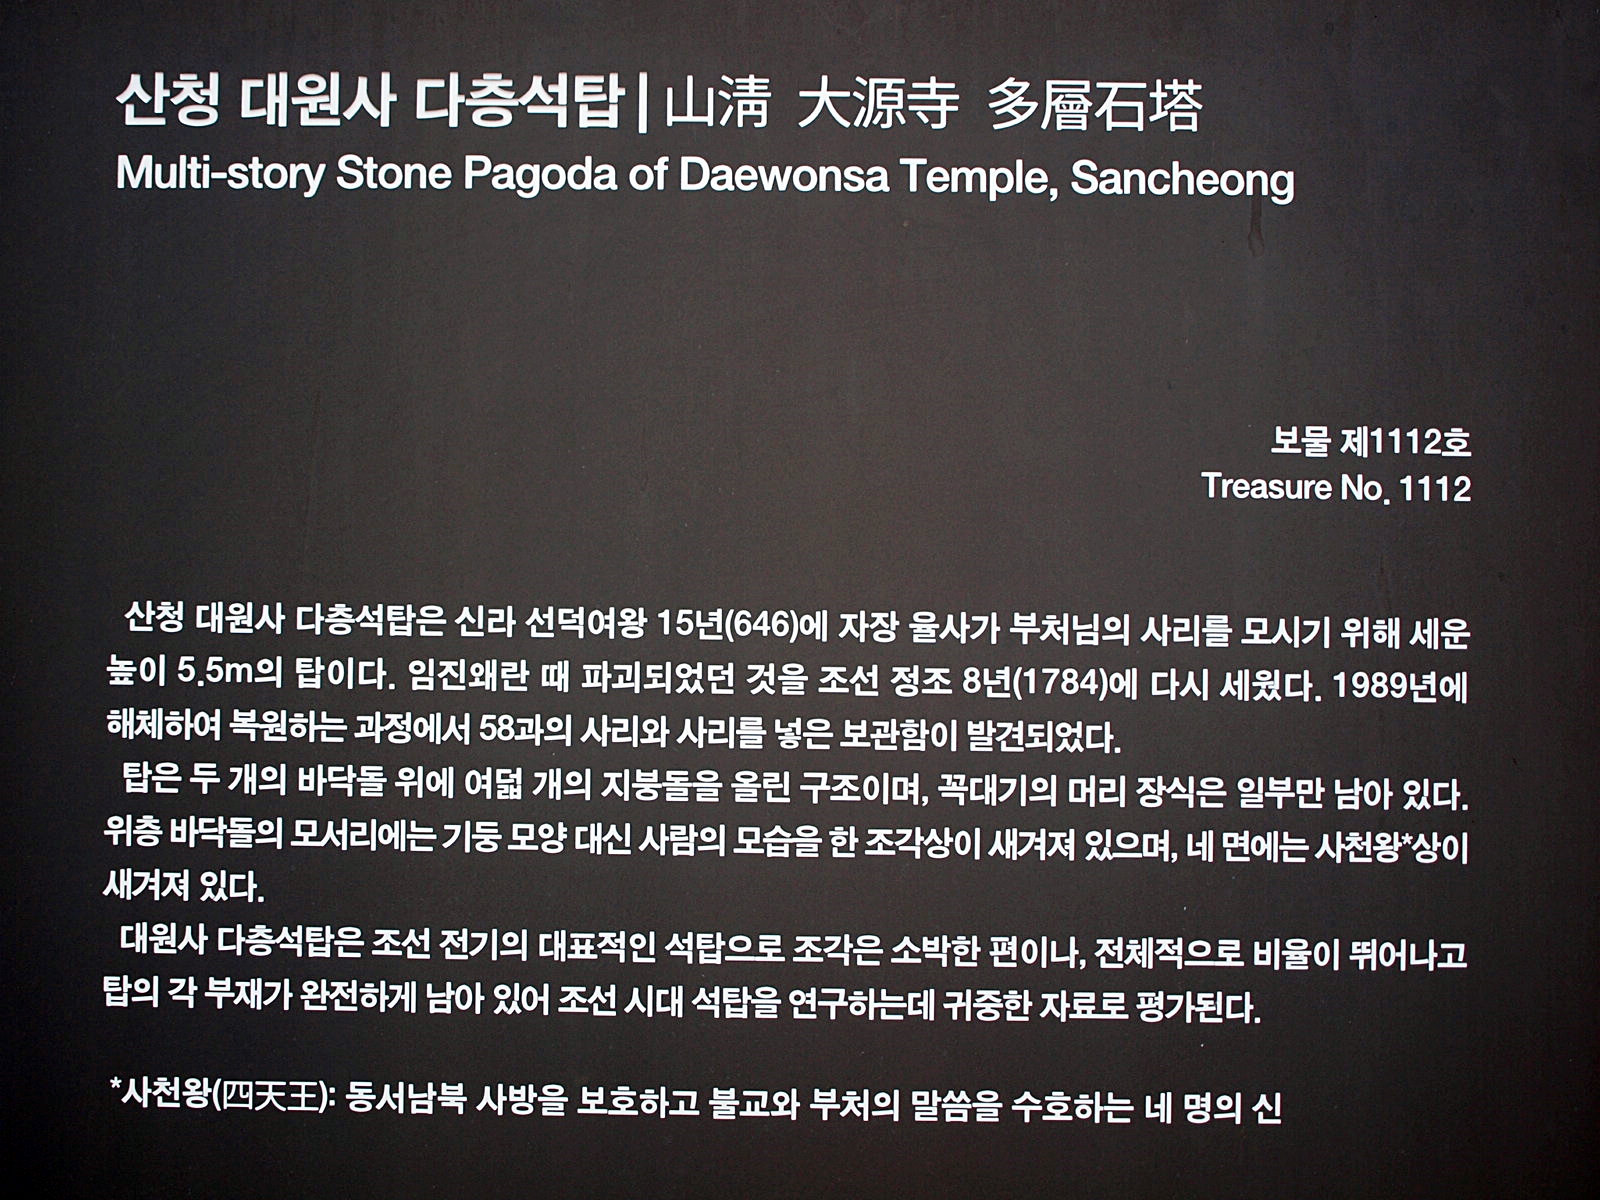 산청 대원사 다층석탑 | 山淸 大源寺 多層石塔
Multi-story Stone Pagoda of Daewonsa Temple, Sancheong
보물 제1112호
Treasure No. 1112
산청 대원사 다층석탑은 신라 선덕여왕 15년(646)에 자장 율사가 부처님의 사리를 모시기 위해 세운
높이 5.5m의 탑이다. 임진왜란 때 파괴되었던 것을 조선 정조 8년(1784)에 다시 세웠다. 1989년에
해체하여 복원하는 과정에서 58과의 사리와 사리를 넣은 보관함이 발견되었다.
탑은 두 개의 바닥돌 위에 여덟 개의 지붕돌을 올린 구조이며, 꼭대기의 머리 장식은 일부만 남아 있다.
위층 바닥돌의 모서리에는 기둥 모양 대신 사람의 모습을 한 조각상이 새겨져 있으며, 네 면에는 사천왕*상이
새겨져 있다.
대원사 다층석탑은 조선 전기의 대표적인 석탑으로 조각은 소박한 편이나, 전체적으로 비율이 뛰어나고
탑의 각 부재가 완전하게 남아 있어 조선 시대 석탑을 연구하는데 귀중한 자료로 평가된다.
*사천왕(四天王): 동서남북 사방을 보호하고 불교와 부처의 말씀을 수호하는 네 명의 신